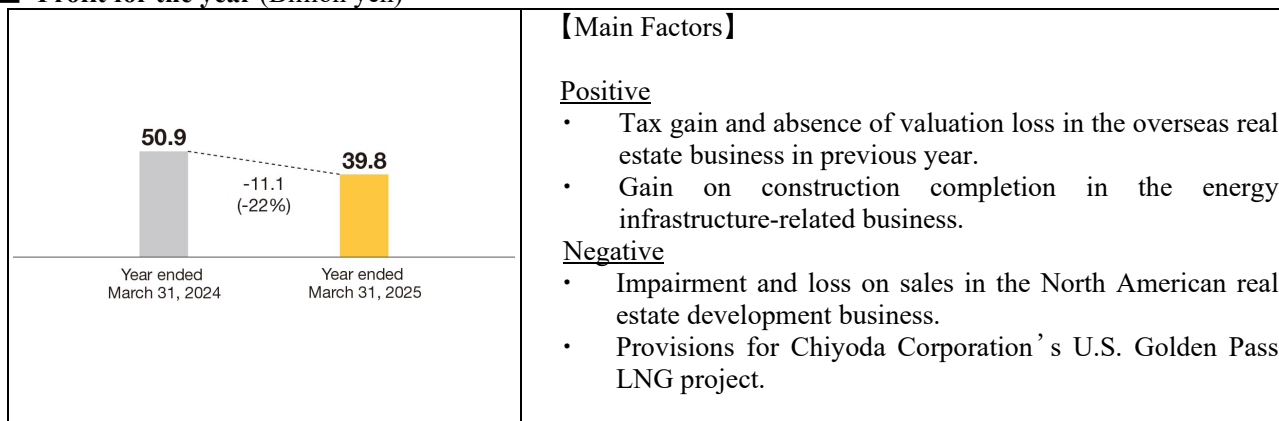 Profit for the year (Billion yen)
50.9
39.8
-11.1
(-22%)
Year ended
March 31, 2024
Year ended
March 31, 2025
【Main Factors】
Positive
・ Tax gain and absence of valuation loss in the overseas real
estate business in previous year.
・ Gain on construction completion in the energy
infrastructure-related business.
Negative
・ Impairment and loss on sales in the North American real
estate development business.
・ Provisions for Chiyoda Corporation’s U.S. Golden Pass
LNG project.